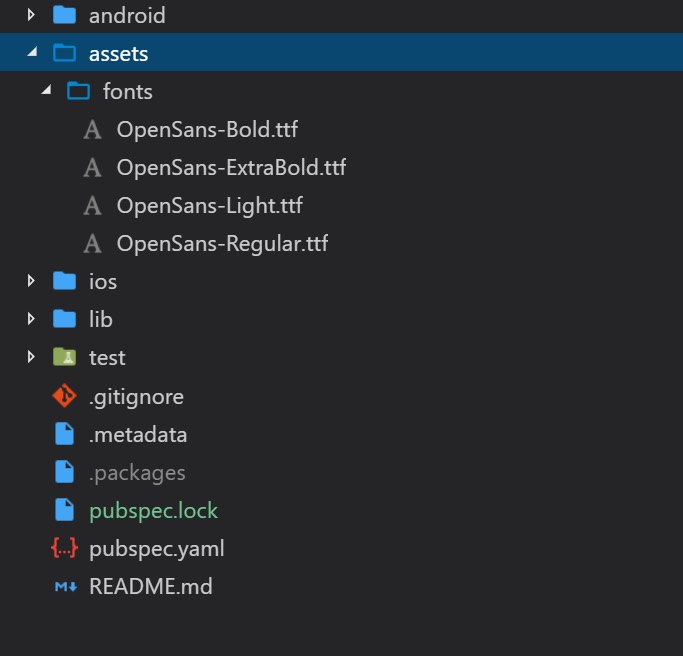 android
assets
fonts
OpenSans-Bold.ttf
OpenSans-ExtraBold.ttf
OpenSans-Light.ttf
OpenSans-Regular.ttf
ios
lib
test
.gitignore
.metadata
.packages
pubspec.lock
pubspec.yaml
README.md